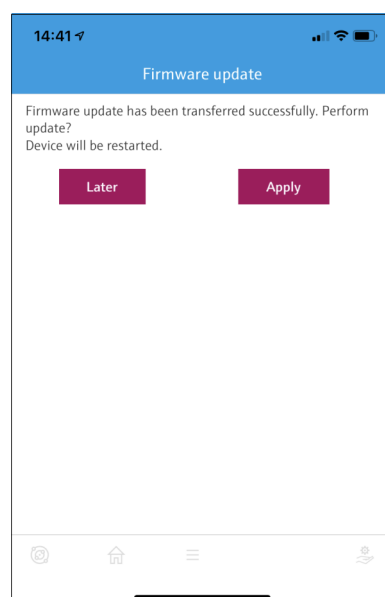 14:41
Firmware update
Firmware update has been transferred successfully. Perform
update?
Device will be restarted.
Later Apply